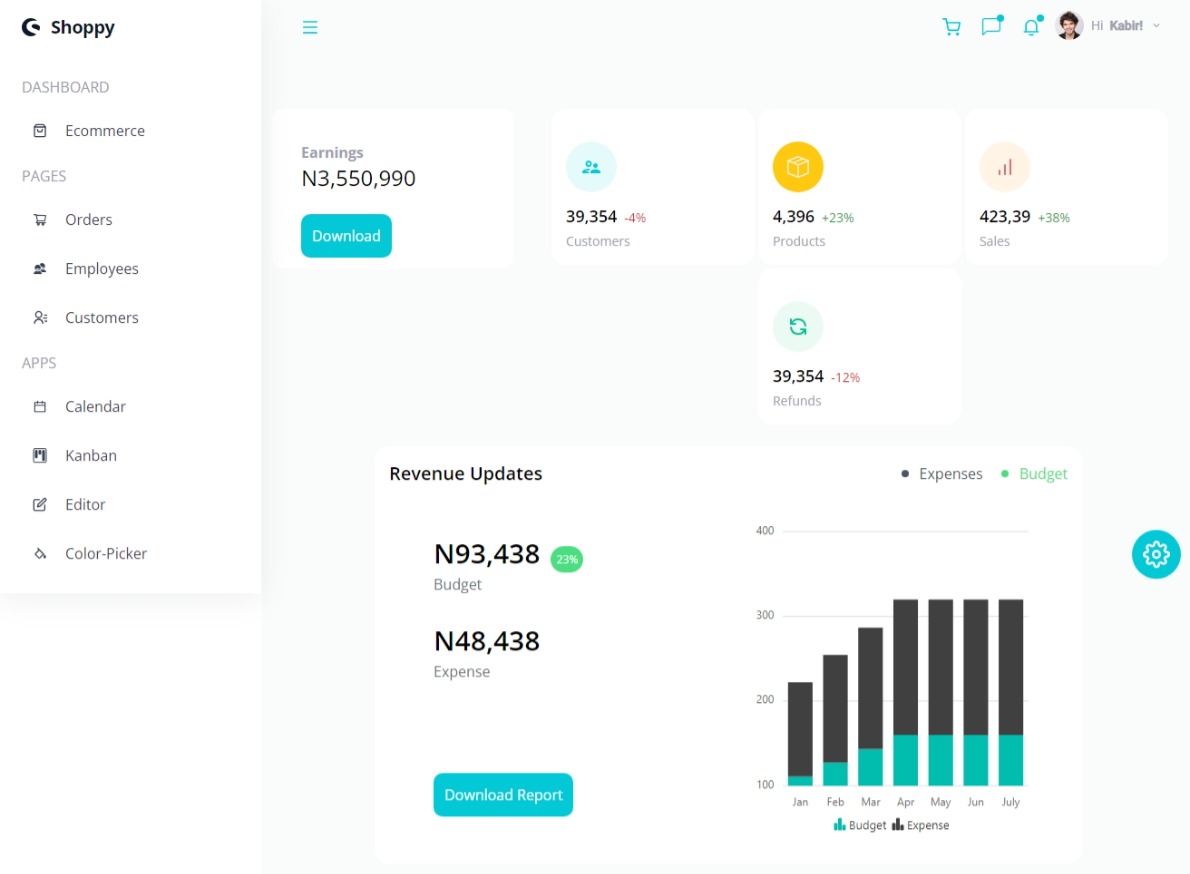 Shoppy
Hi Kabir!
DASHBOARD
Ecommerce
PAGES
Orders
Employees
Customers
APPS
Calendar
Kanban
Editor
Color-Picker
Earnings
N3,550,990
Download
39,354 -4%
Customers
4,396 +23%
Products
423,39 +38%
Sales
39,354 -12%
Refunds
Revenue Updates
Expenses
Budget
N93,438 23%
Budget
N48,438
Expense
Download Report
400
300
200
100
Jan Feb Mar Apr May Jun July
Budget Expense